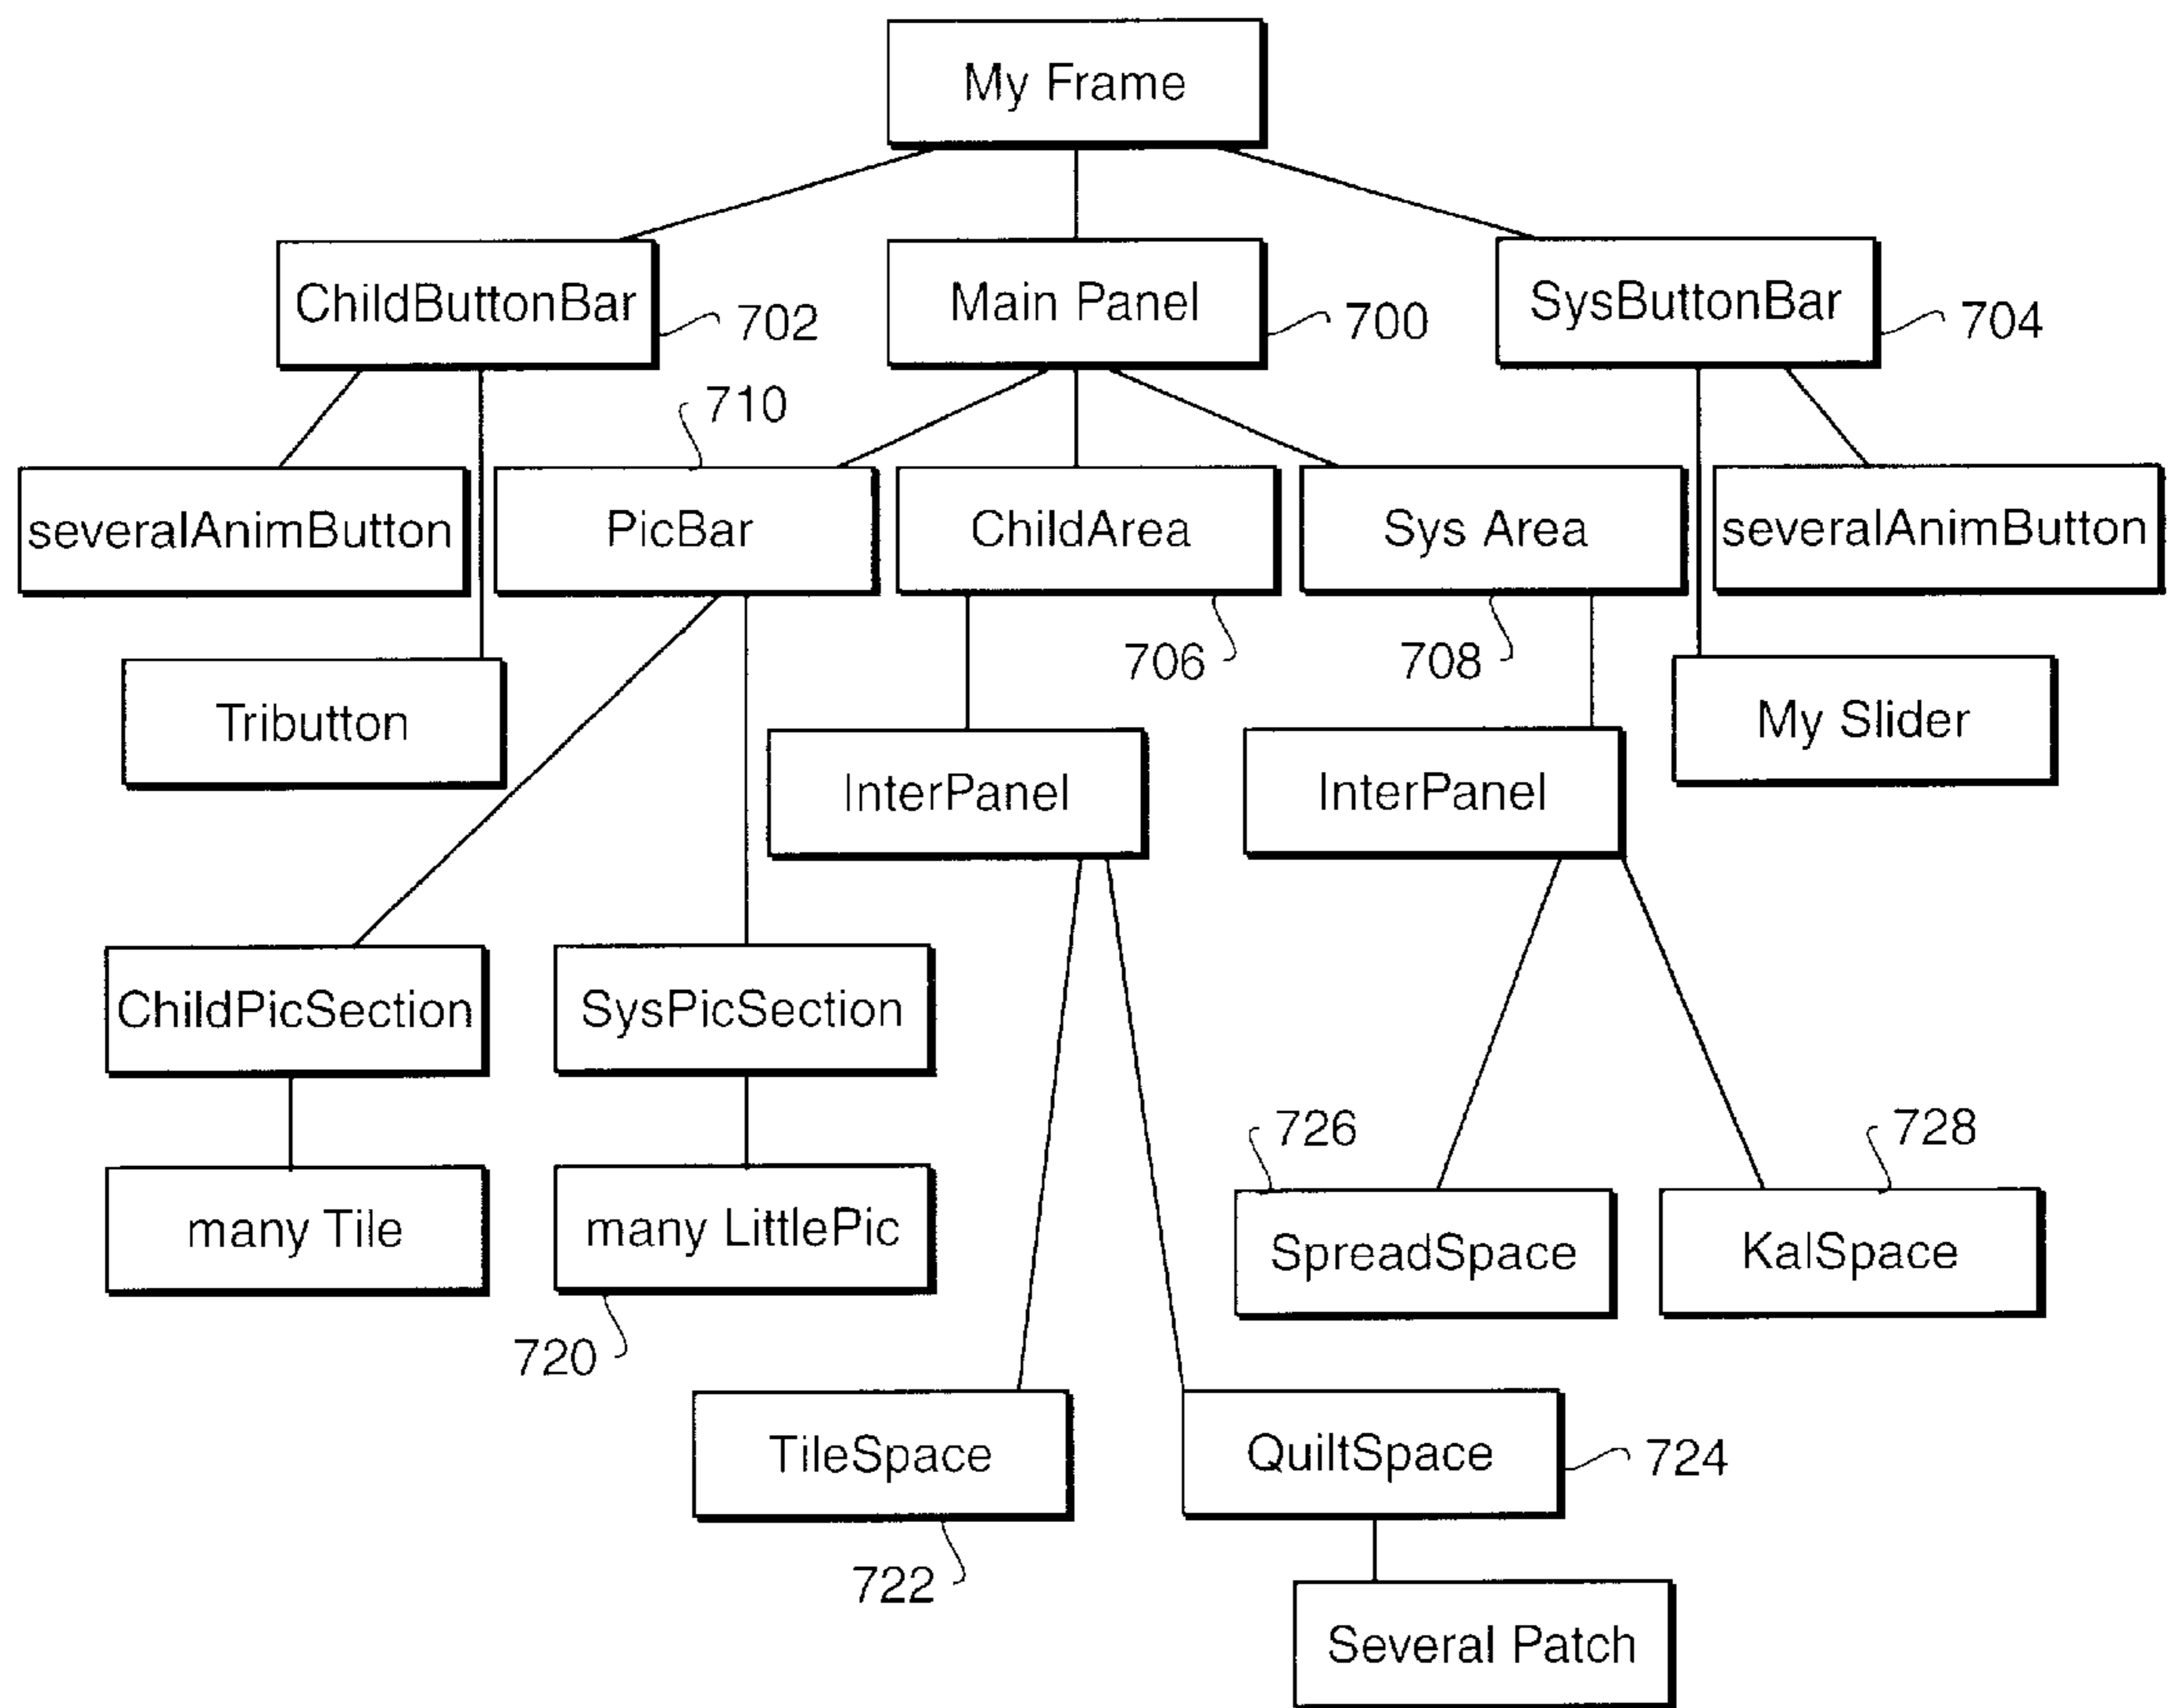 My Frame
ChildButtonBar
702
Main Panel
700
SysButtonBar
704
710
severalAnimButton
PicBar
ChildArea
Sys Area
severalAnimButton
706
708
Tributton
My Slider
InterPanel
InterPanel
ChildPicSection
SysPicSection
726
728
many Tile
many LittlePic
SpreadSpace
KalSpace
720
TileSpace
QuiltSpace
724
722
Several Patch